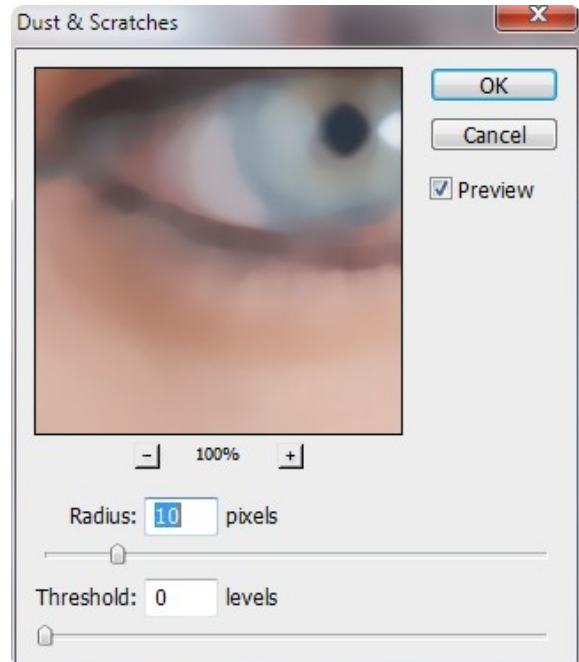 Dust & Scratches
OK
Cancel
Preview
100%
Radius: 10 pixels
Threshold: 0 levels